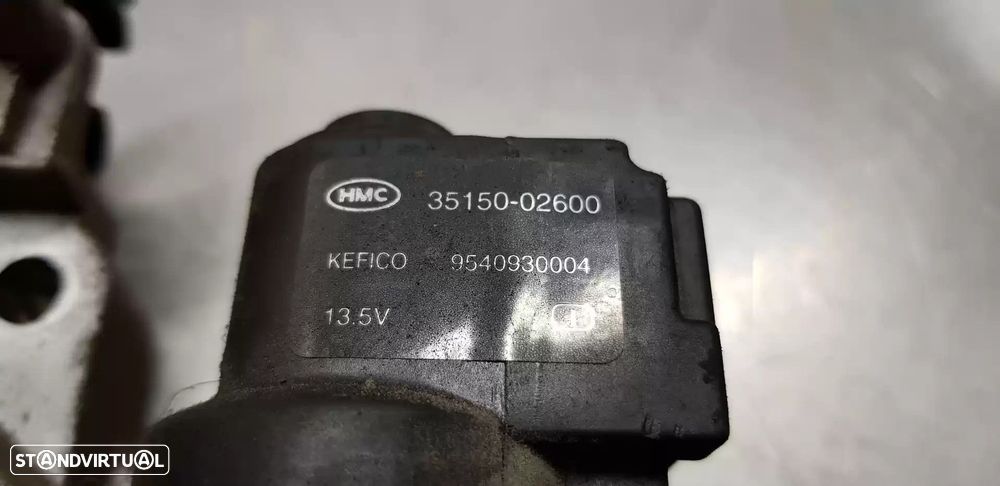 HMC 35150-02600
KEFICO 9540930004
13.5V
STANDVIRTUAL